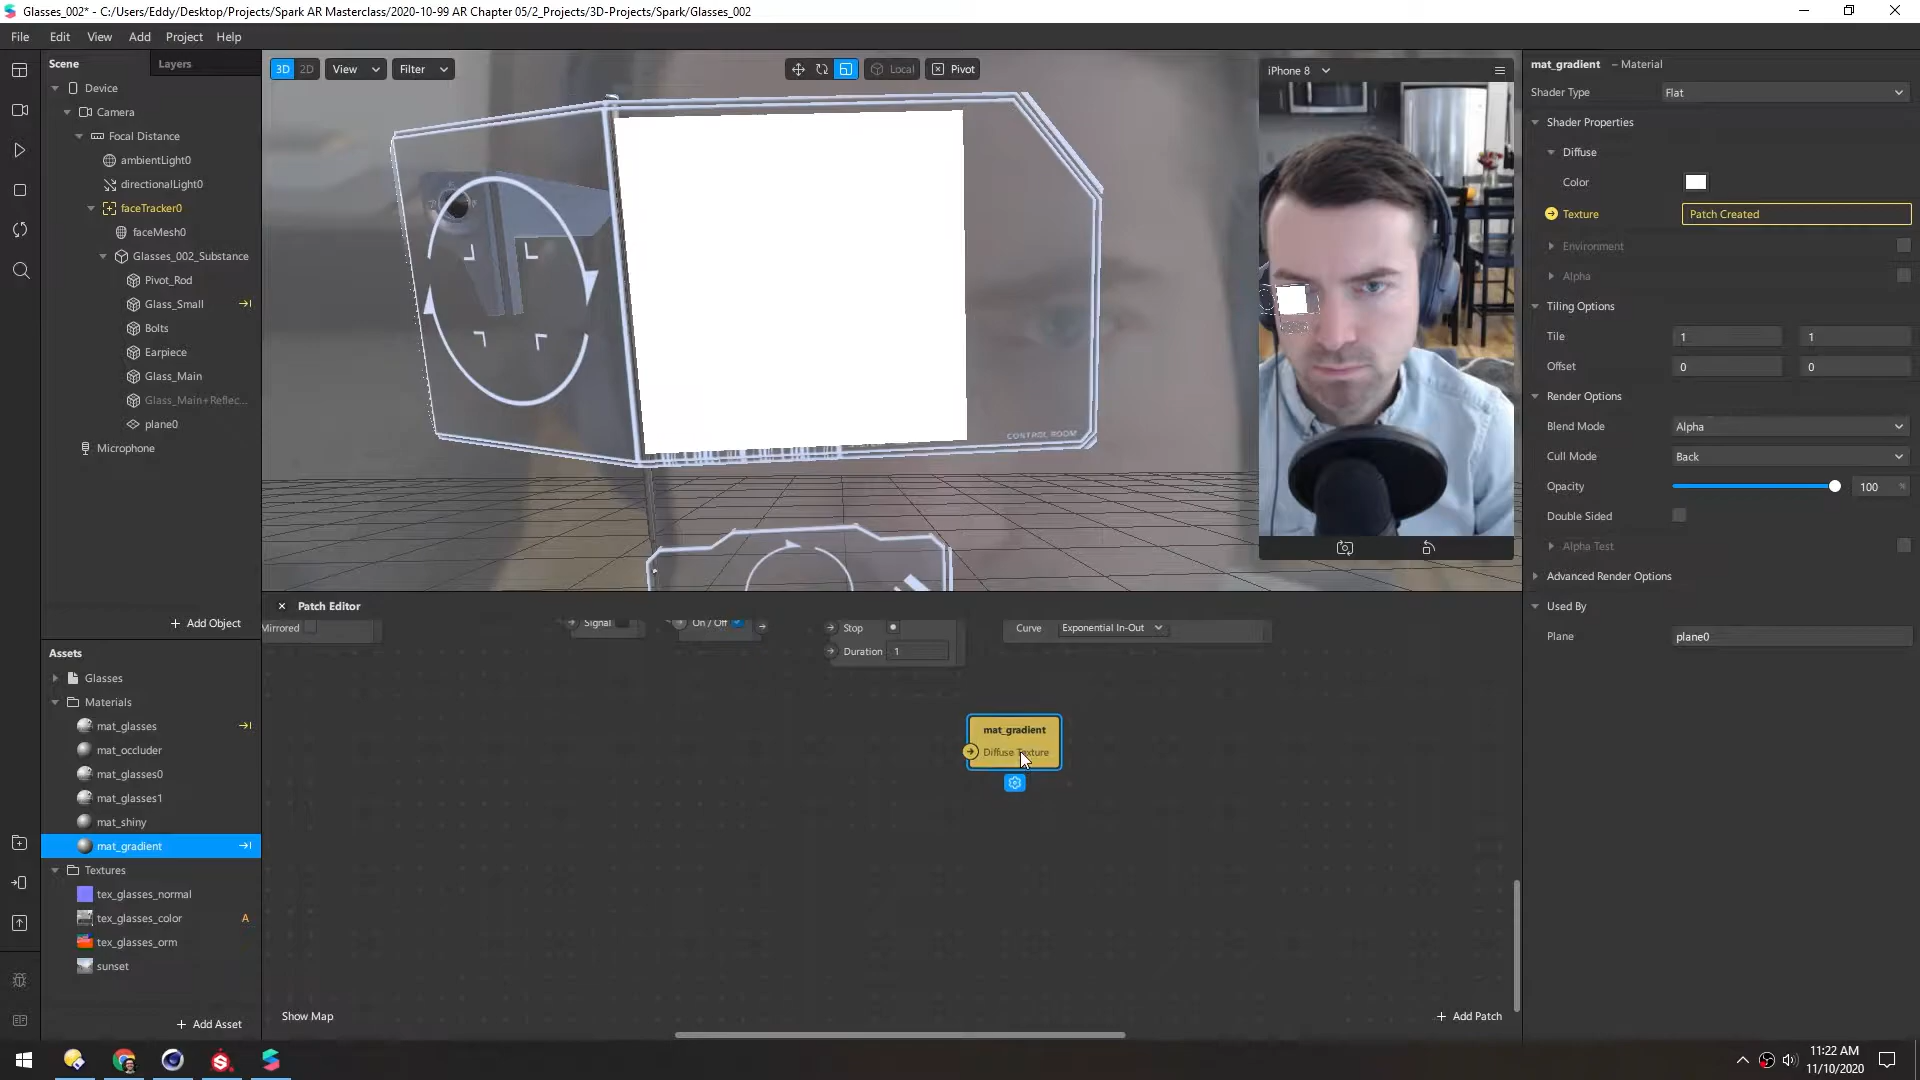 Glasses_002* - C:/Users/Eddy/Desktop/Projects/Spark AR Masterclass/2020-10-99 AR Chapter 05/2_Projects/3D-Projects/Spark/Glasses_002
File Edit View Add Project Help
Scene Layers
Device
Camera
Focal Distance
ambientLight0
directionalLight0
faceTracker0
faceMesh0
Glasses_002_Substance
Pivot_Rod
Glass_Small
Bolts
Earpiece
Glass_Main
Glass_Main+Reflec...
plane0
Microphone
+ Add Object
Assets
Glasses
Materials
mat_glasses
mat_occluder
mat_glasses0
mat_glasses1
mat_shiny
mat_gradient
Textures
tex_glasses_normal
tex_glasses_color A
tex_glasses_orm
sunset
+ Add Asset
3D 2D View Filter Local Pivot
CONTROL ROOM
iPhone 8
Patch Editor
Mirrored
Signal
On / Off
Stop
Duration 1
Curve Exponential In-Out
mat_gradient
Diffuse Texture
Show Map
+ Add Patch
mat_gradient – Material
Shader Type Flat
Shader Properties
Diffuse
Color
Texture Patch Created
Environment
Alpha
Tiling Options
Tile 1 1
Offset 0 0
Render Options
Blend Mode Alpha
Cull Mode Back
Opacity 100 %
Double Sided
Alpha Test
Advanced Render Options
Used By
Plane plane0
11:22 AM
11/10/2020